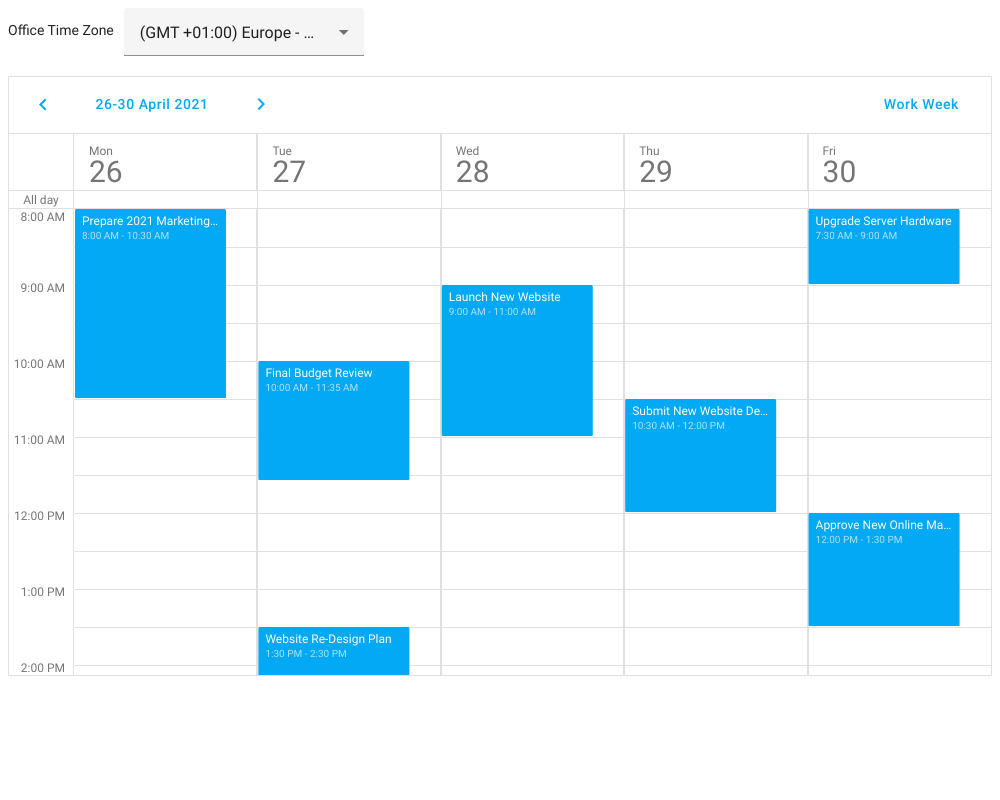 Office Time Zone
(GMT +01:00) Europe - ...
26-30 April 2021
Work Week
Mon
26
Tue
27
Wed
28
Thu
29
Fri
30
All day
8:00 AM
9:00 AM
10:00 AM
11:00 AM
12:00 PM
1:00 PM
2:00 PM
Prepare 2021 Marketing...
8:00 AM - 10:30 AM
Final Budget Review
10:00 AM - 11:35 AM
Website Re-Design Plan
1:30 PM - 2:30 PM
Launch New Website
9:00 AM - 11:00 AM
Submit New Website De...
10:30 AM - 12:00 PM
Upgrade Server Hardware
7:30 AM - 9:00 AM
Approve New Online Ma...
12:00 PM - 1:30 PM